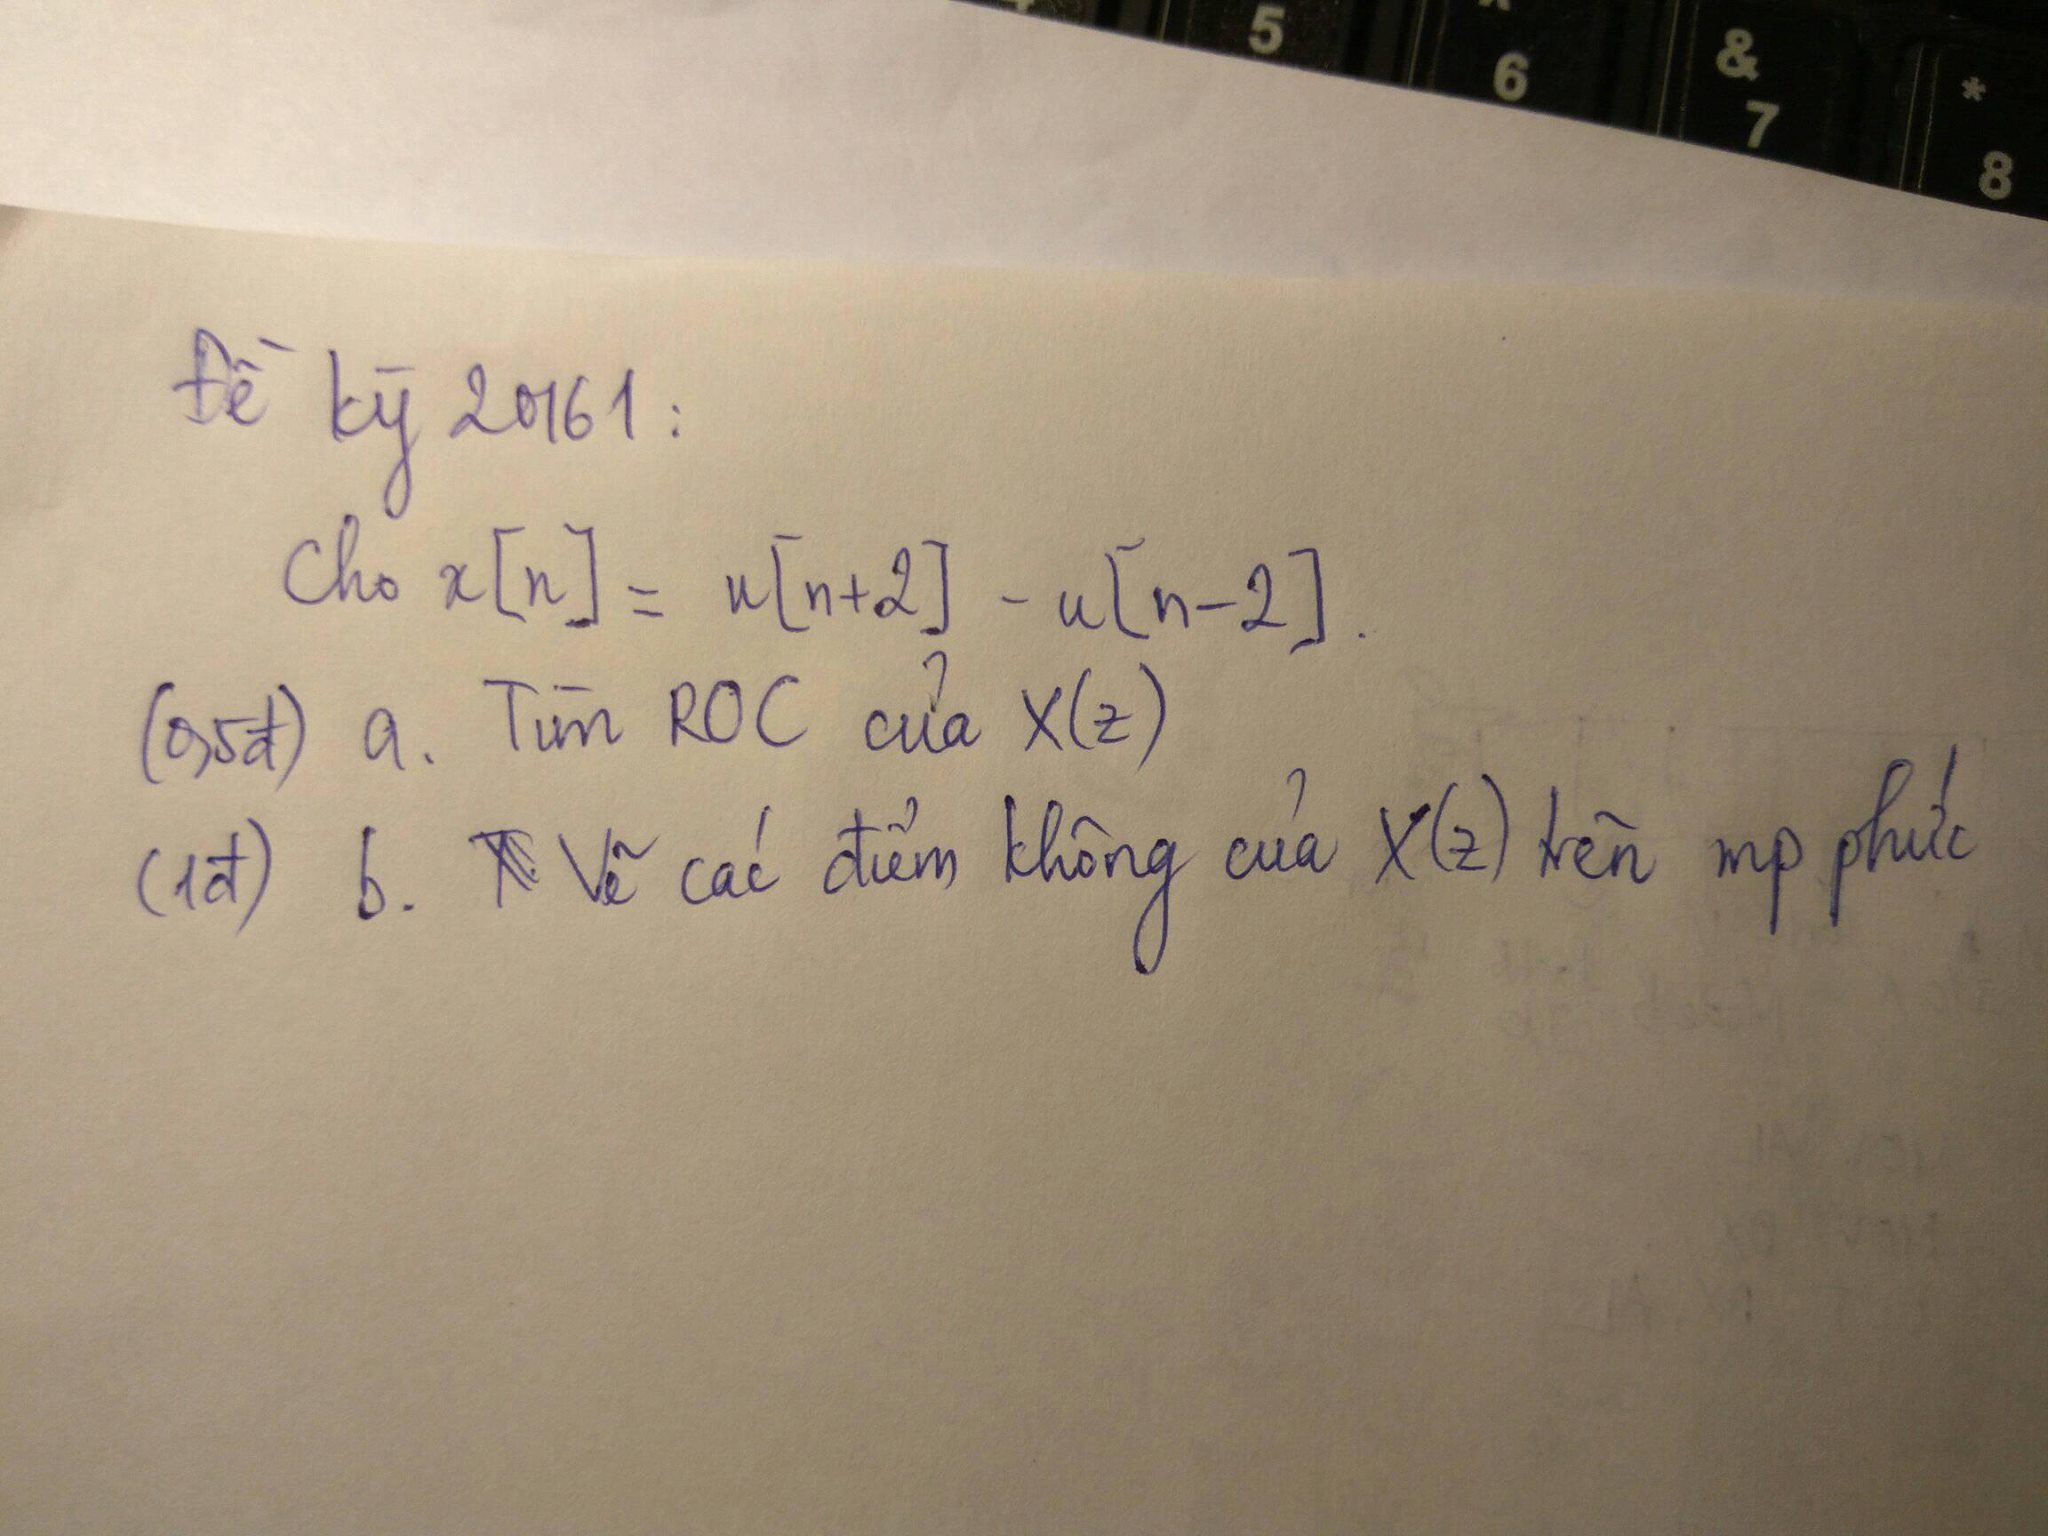 5 6 & 7 * 8
Đề kỳ 20161:
Cho x[n] = u[n+2] - u[n-2].
(0,5đ) a. Tìm ROC của X(z)
(1đ) b. Vẽ các điểm không của X(z) trên mp phức